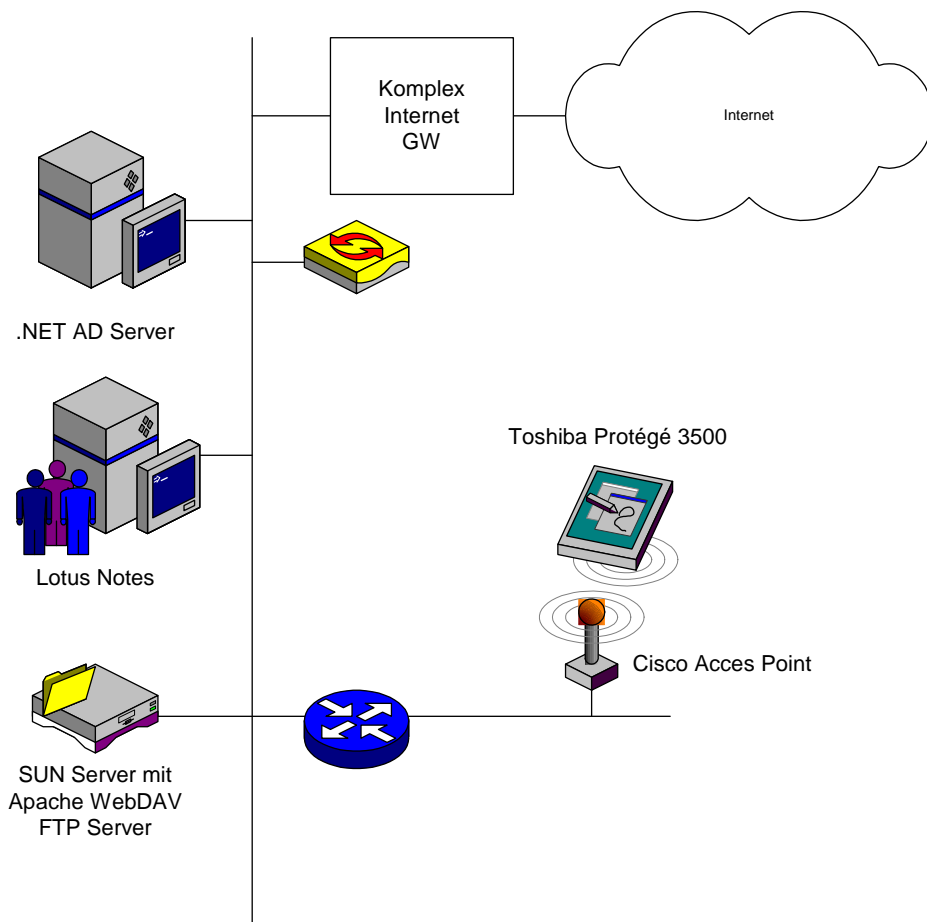 Komplex
Internet
GW
Internet
.NET AD Server
Toshiba Protégé 3500
Lotus Notes
Cisco Acces Point
SUN Server mit
Apache WebDAV
FTP Server